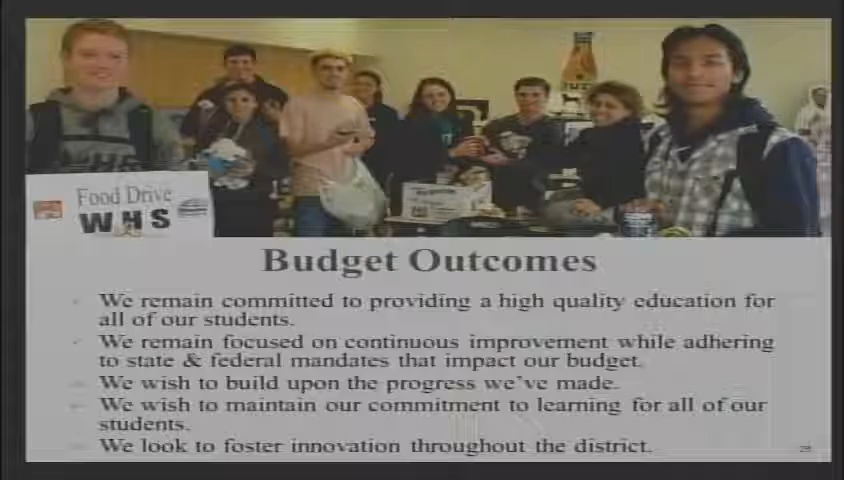 Food Drive
WHS
Budget Outcomes
We remain committed to providing a high quality education for
all of our students.
We remain focused on continuous improvement while adhering
to state & federal mandates that impact our budget.
We wish to build upon the progress we've made.
We wish to maintain our commitment to learning for all of our
students.
We look to foster innovation throughout the district.